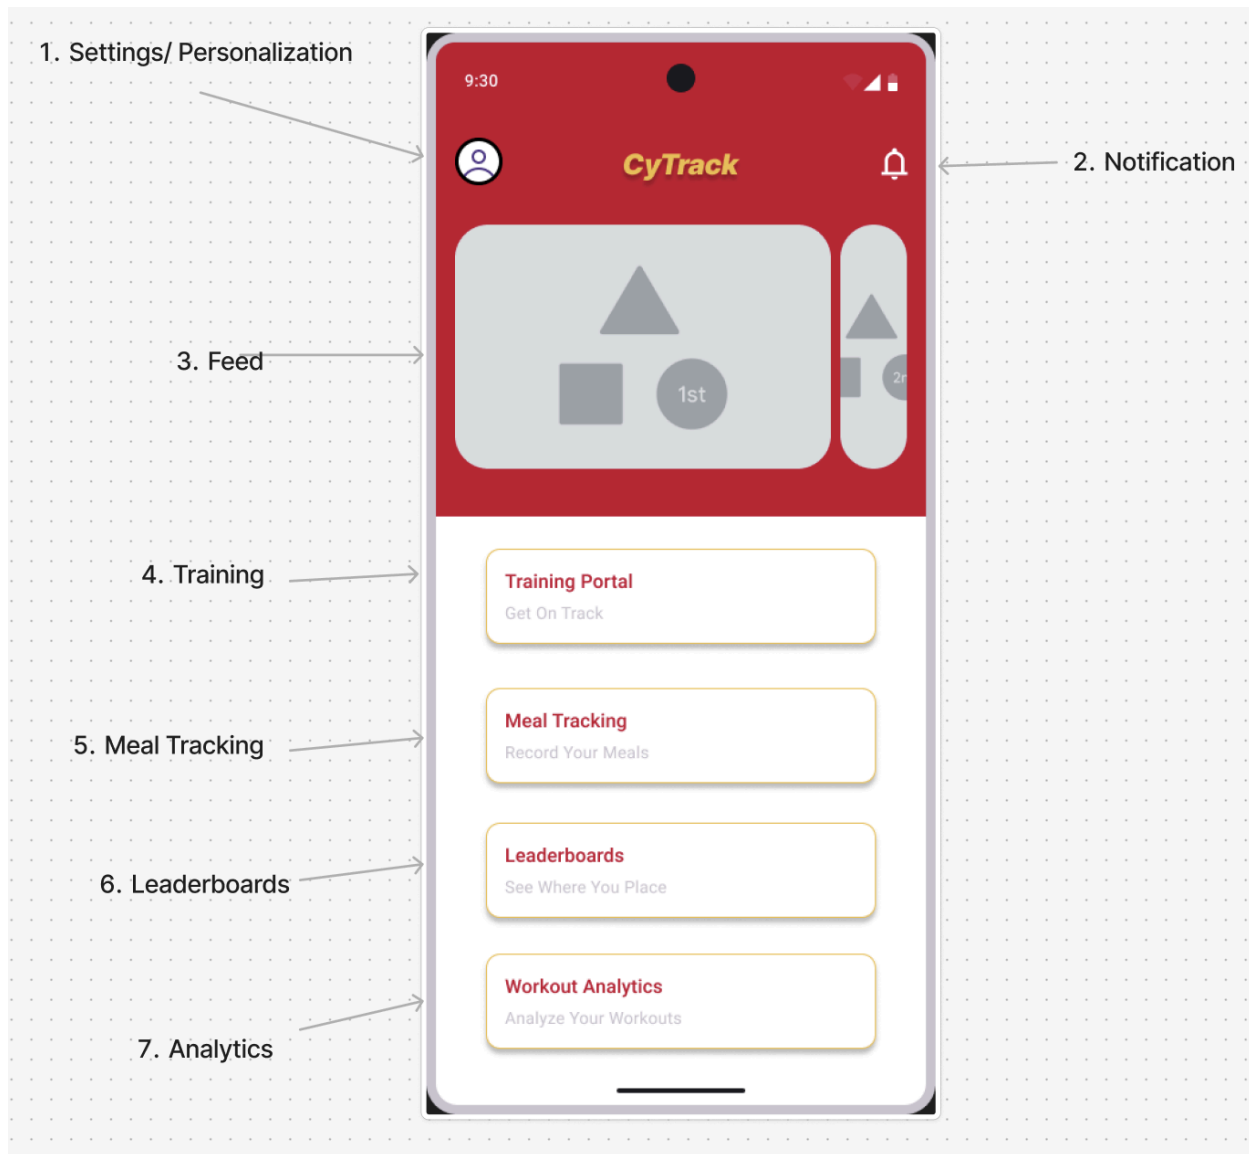 1. Settings/ Personalization
9:30
CyTrack
2. Notification
3. Feed
1st
4. Training
Training Portal
Get On Track
5. Meal Tracking
Meal Tracking
Record Your Meals
6. Leaderboards
Leaderboards
See Where You Place
7. Analytics
Workout Analytics
Analyze Your Workouts